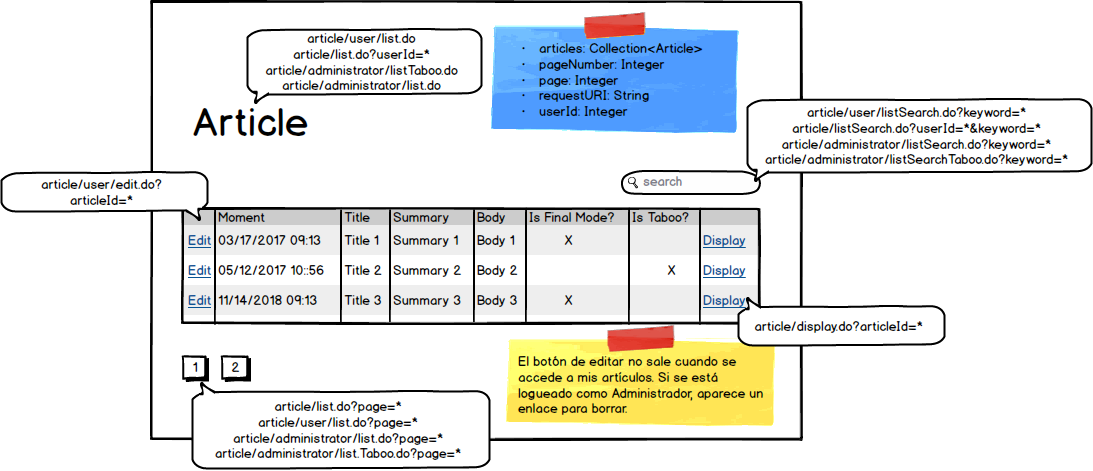 article/user/list.do
article/list.do?userId=*
article/administrator/listTaboo.do
article/administrator/list.do
• articles: Collection<Article>
• pageNumber: Integer
• page: Integer
• requestURI: String
• userId: Integer
Article
article/user/listSearch.do?keyword=*
article/listSearch.do?userId=*&keyword=*
article/administrator/listSearch.do?keyword=*
article/administrator/listSearchTaboo.do?keyword=*
search
article/user/edit.do?
articleId=*
Moment Title Summary Body Is Final Mode? Is Taboo?
Edit 03/17/2017 09:13 Title 1 Summary 1 Body 1 X Display
Edit 05/12/2017 10::56 Title 2 Summary 2 Body 2 X Display
Edit 11/14/2018 09:13 Title 3 Summary 3 Body 3 X Display
article/display.do?articleId=*
El botón de editar no sale cuando se
accede a mis artículos. Si se está
logueado como Administrador, aparece un
enlace para borrar.
1 2
article/list.do?page=*
article/user/list.do?page=*
article/administrator/list.do?page=*
article/administrator/list.Taboo.do?page=*